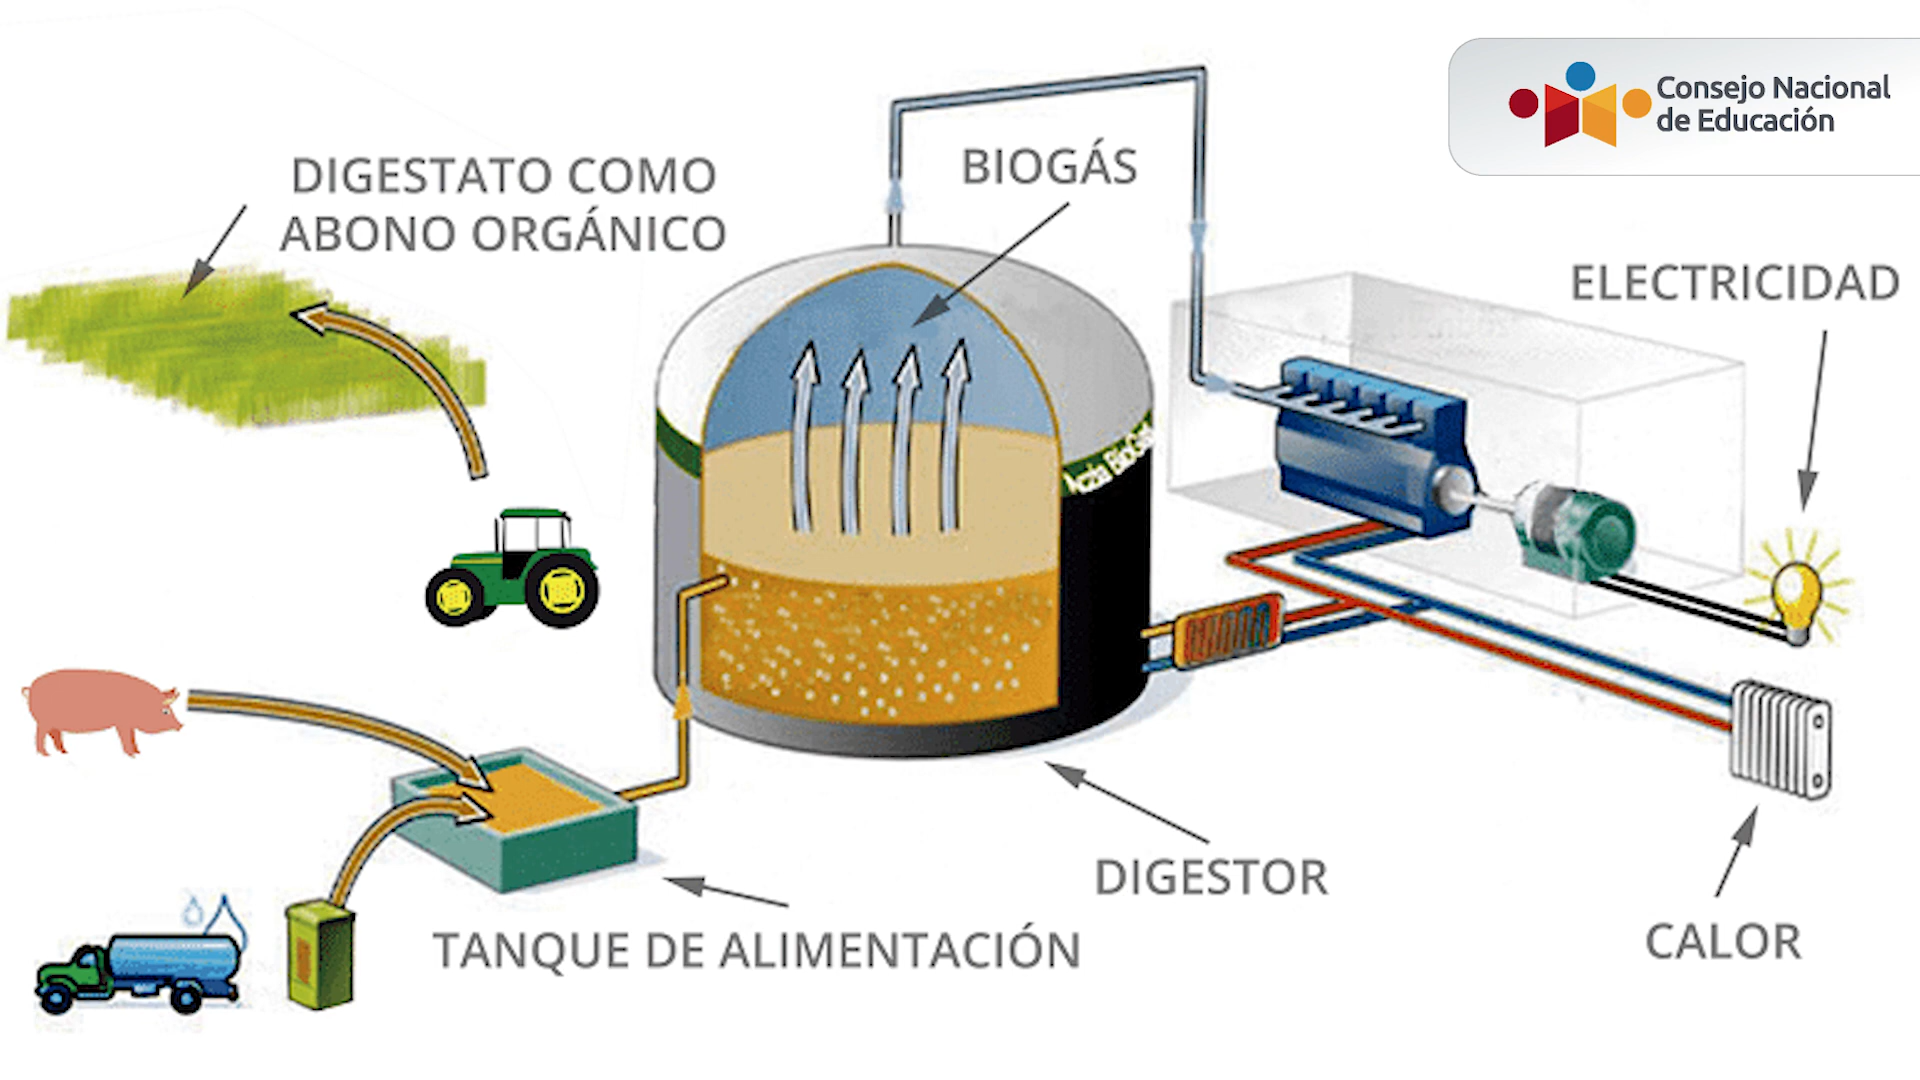 Consejo Nacional
de Educación
DIGESTATO COMO
ABONO ORGÁNICO
BIOGÁS
ELECTRICIDAD
DIGESTOR
CALOR
TANQUE DE ALIMENTACIÓN